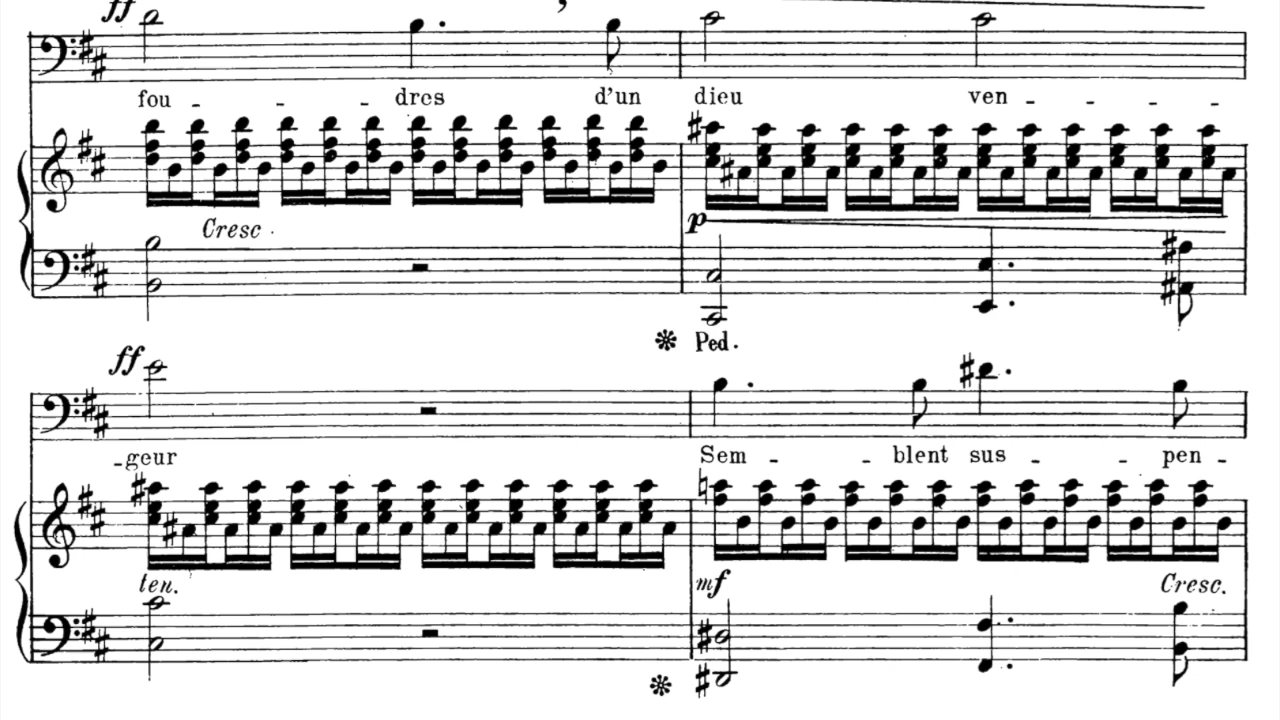 ff
fou - - - dres d'un dieu ven - - - -
Cresc.
p
Ped.
ff
-geur Sem - - blent sus - - pen -
ten. mf Cresc.